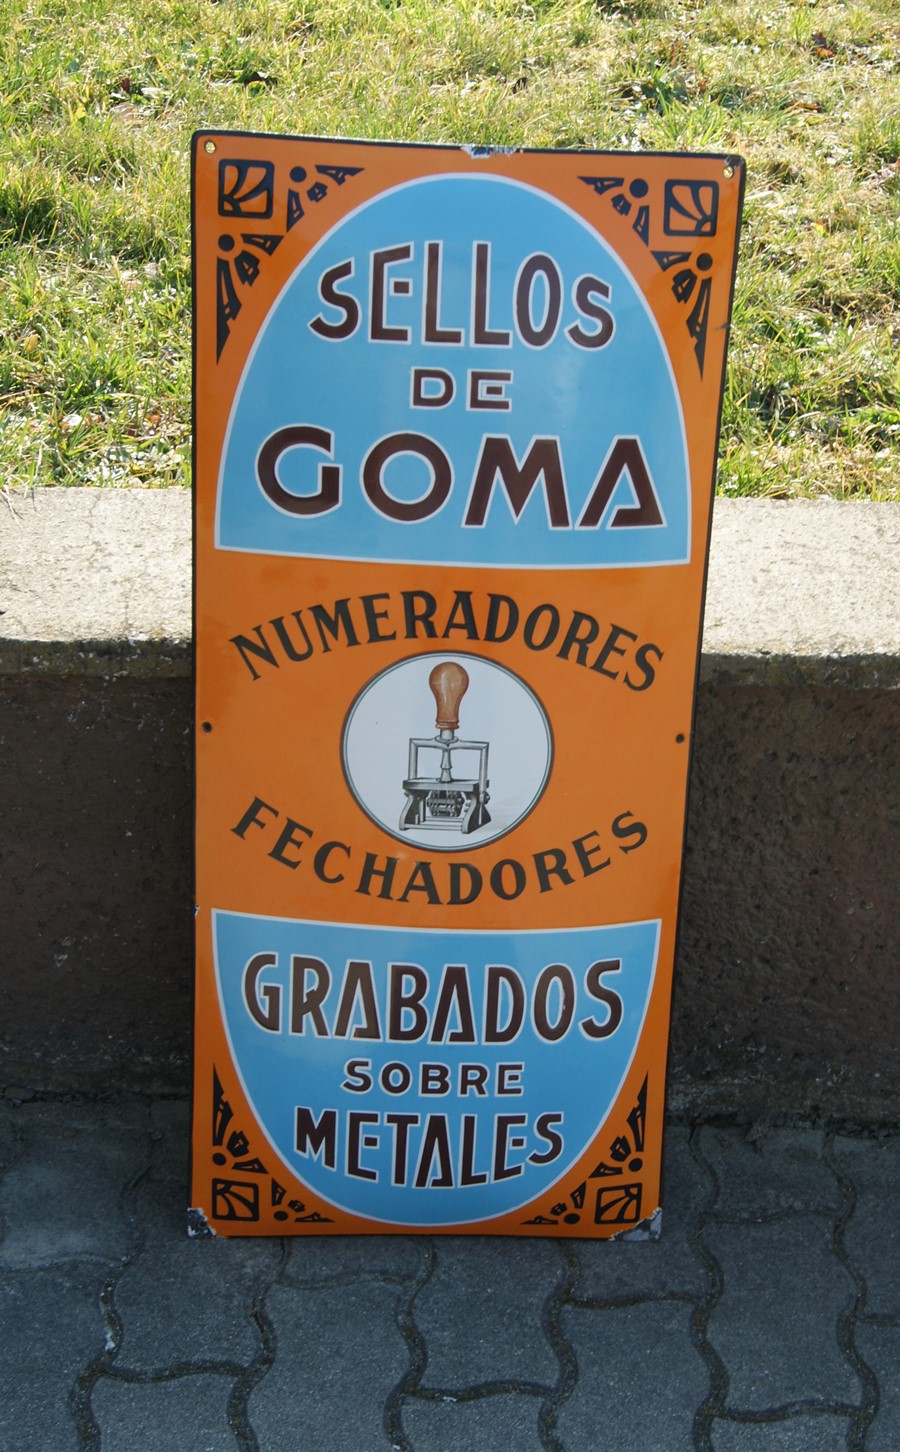 SELLOS
DE
GOMA
NUMERADORES
FECHADORES
GRABADOS
SOBRE
METALES